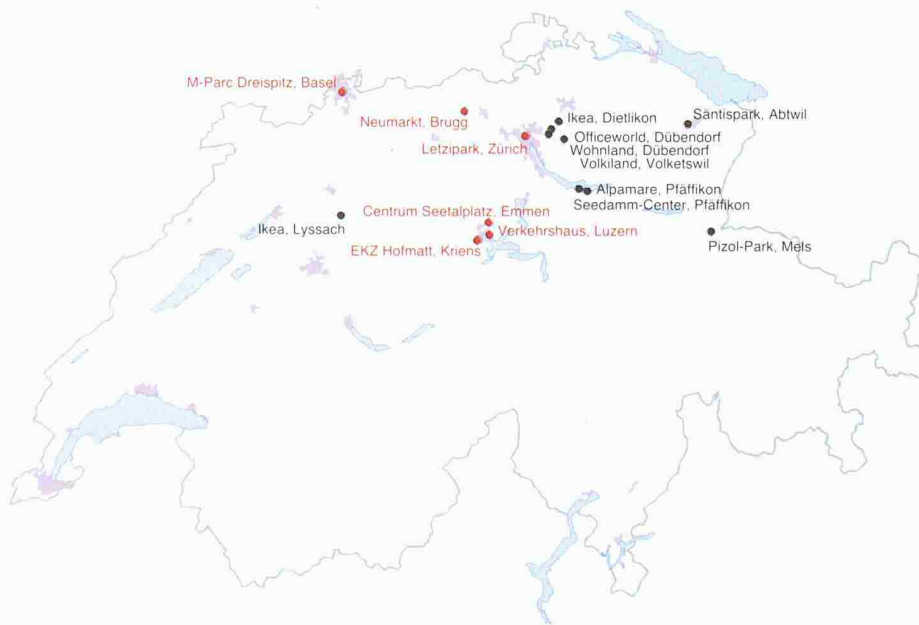 M-Parc Dreispitz, Basel
Neumarkt, Brugg
Letzipark, Zürich
Ikea, Dietlikon
Säntispark, Abtwil
Officeworld, Dübendorf
Wohnland, Dübendorf
Volkiland, Volketswil
Alpamare, Pfäffikon
Seedamm-Center, Pfäffikon
Centrum Seetalplatz, Emmen
Ikea, Lyssach
Verkehrshaus, Luzern
EKZ Hofmatt, Kriens
Pizol-Park, Mels